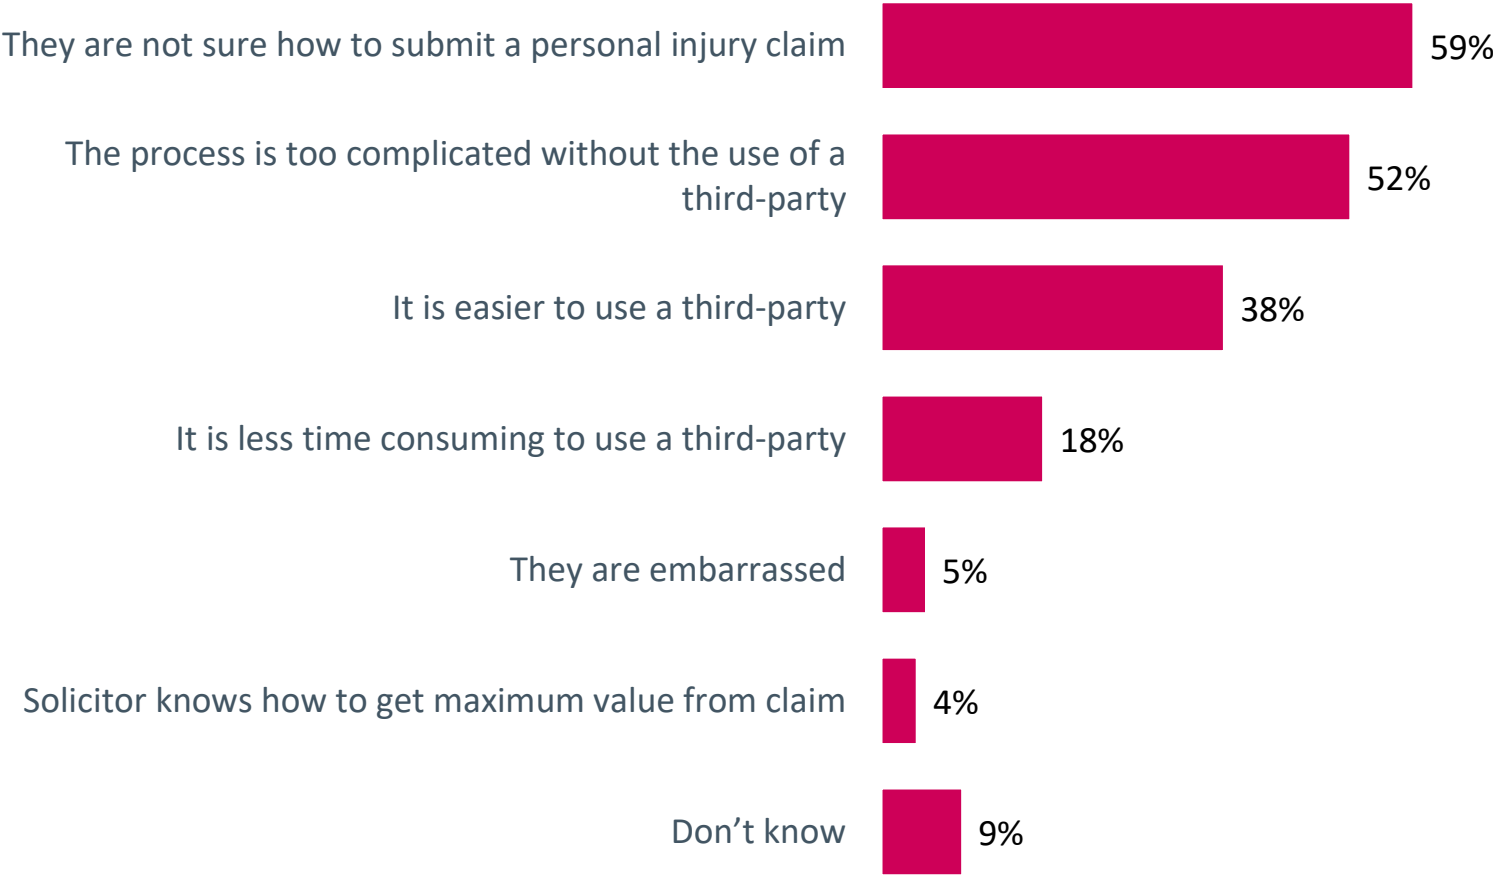 They are not sure how to submit a personal injury claim
59%
The process is too complicated without the use of a
third-party
52%
It is easier to use a third-party
38%
It is less time consuming to use a third-party
18%
They are embarrassed
5%
Solicitor knows how to get maximum value from claim
4%
Don’t know
9%